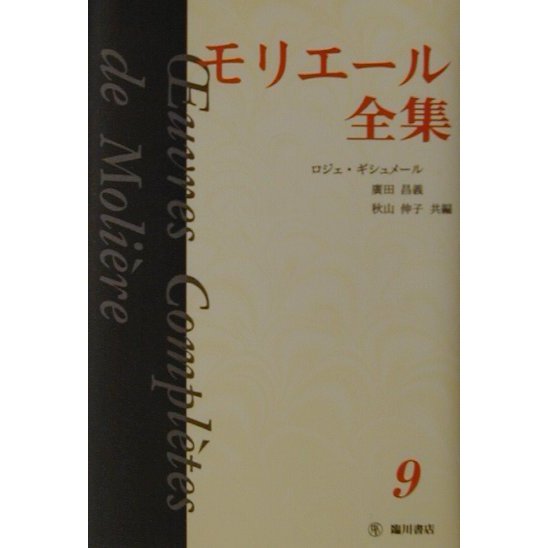 モリエール
全集
ロジェ・ギシュメール
廣田 昌義
秋山 伸子 共編
Œuvres Complètes
de Molière
9
臨川書店